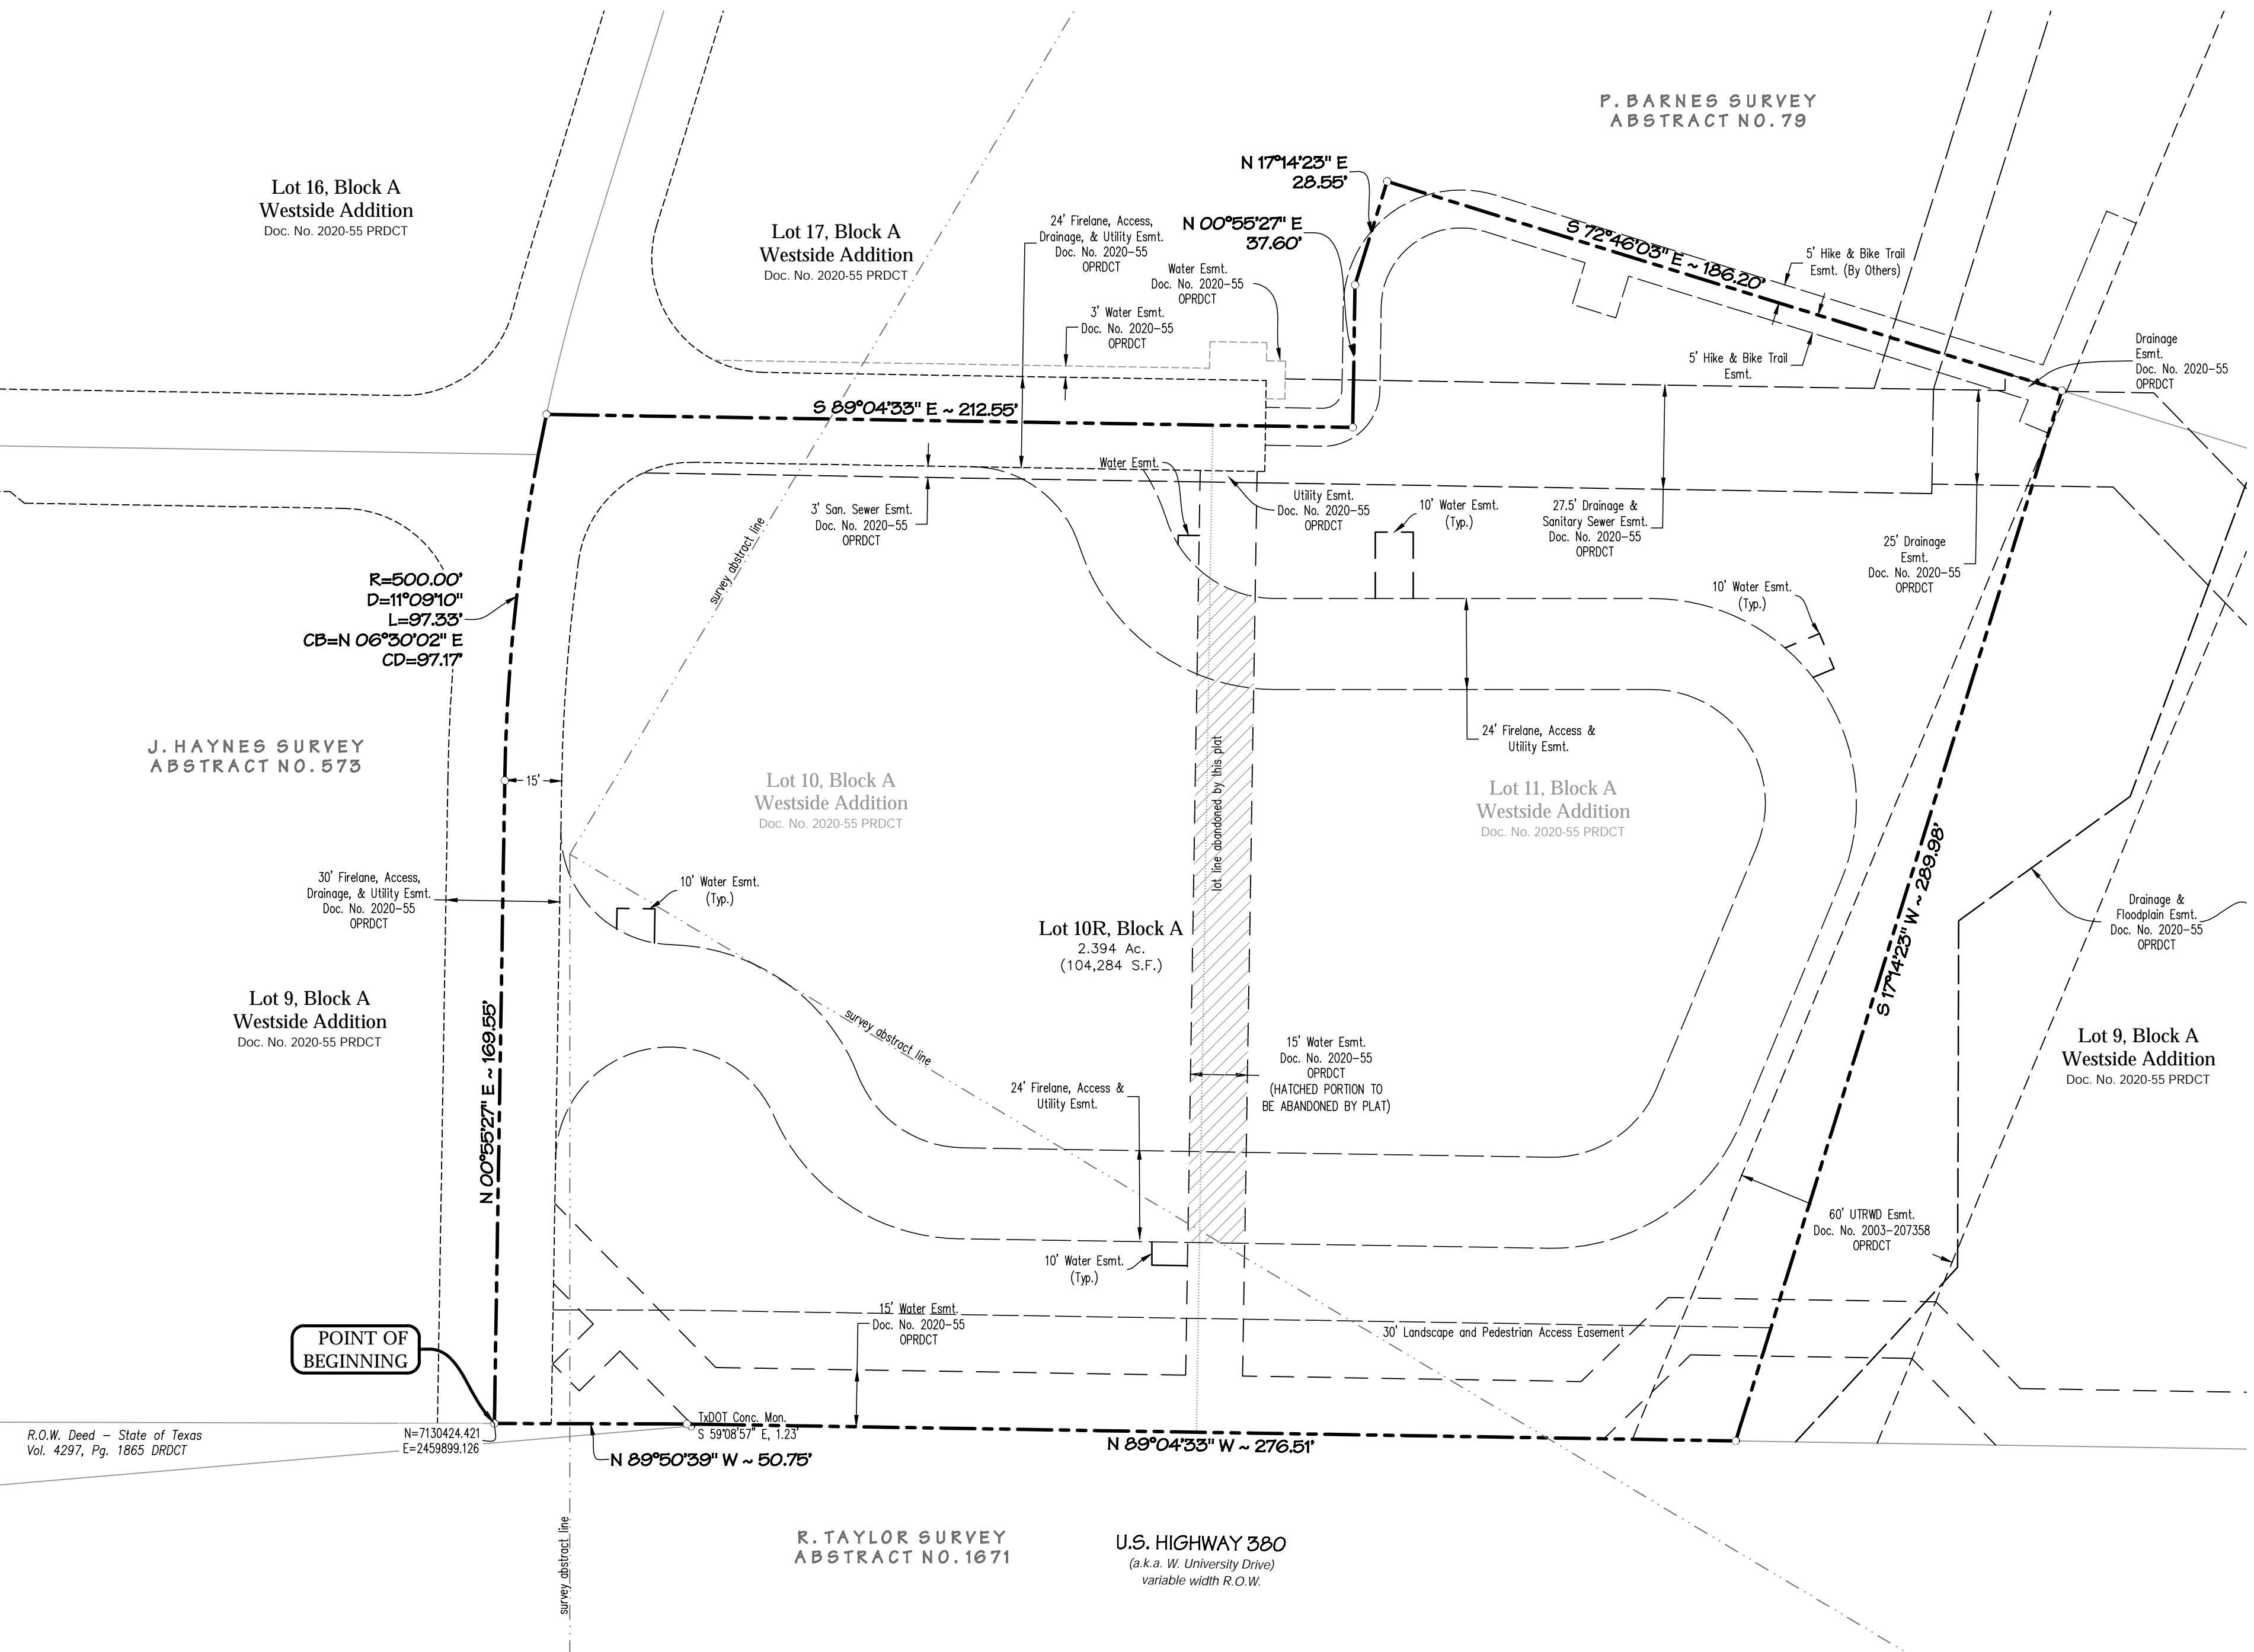 P. BARNES SURVEY
ABSTRACT NO. 79
Lot 16, Block A
Westside Addition
Doc. No. 2020-55 PRDCT
Lot 17, Block A
Westside Addition
Doc. No. 2020-55 PRDCT
24' Firelane, Access,
Drainage, & Utility Esmt.
Doc. No. 2020-55
OPRDCT
N 17°14'23" E
28.55'
N 00°55'27" E
37.60'
Water Esmt.
Doc. No. 2020-55
OPRDCT
3' Water Esmt.
Doc. No. 2020-55
OPRDCT
S 72°46'03" E ~ 186.20'
5' Hike & Bike Trail
Esmt. (By Others)
5' Hike & Bike Trail
Esmt.
Drainage
Esmt.
Doc. No. 2020-55
OPRDCT
S 89°04'33" E ~ 212.55'
Water Esmt.
3' San. Sewer Esmt.
Doc. No. 2020-55
OPRDCT
Utility Esmt.
Doc. No. 2020-55
OPRDCT
10' Water Esmt.
(Typ.)
27.5' Drainage &
Sanitary Sewer Esmt.
Doc. No. 2020-55
OPRDCT
25' Drainage
Esmt.
Doc. No. 2020-55
OPRDCT
10' Water Esmt.
(Typ.)
survey abstract line
R=500.00'
D=11°09'10"
L=97.33'
CB=N 06°30'02" E
CD=97.17'
24' Firelane, Access &
Utility Esmt.
J. HAYNES SURVEY
ABSTRACT NO. 573
15'
Lot 10, Block A
Westside Addition
Doc. No. 2020-55 PRDCT
lot line abandoned by this plat
Lot 11, Block A
Westside Addition
Doc. No. 2020-55 PRDCT
30' Firelane, Access,
Drainage, & Utility Esmt.
Doc. No. 2020-55
OPRDCT
10' Water Esmt.
(Typ.)
S 17°14'23" W ~ 289.98'
Drainage &
Floodplain Esmt.
Doc. No. 2020-55
OPRDCT
Lot 10R, Block A
2.394 Ac.
(104,284 S.F.)
Lot 9, Block A
Westside Addition
Doc. No. 2020-55 PRDCT
N 00°55'27" E ~ 169.55'
survey abstract line
15' Water Esmt.
Doc. No. 2020-55
OPRDCT
(HATCHED PORTION TO
BE ABANDONED BY PLAT)
Lot 9, Block A
Westside Addition
Doc. No. 2020-55 PRDCT
24' Firelane, Access &
Utility Esmt.
60' UTRWD Esmt.
Doc. No. 2003-207358
OPRDCT
10' Water Esmt.
(Typ.)
15' Water Esmt.
Doc. No. 2020-55
OPRDCT
30' Landscape and Pedestrian Access Easement
POINT OF
BEGINNING
R.O.W. Deed – State of Texas
Vol. 4297, Pg. 1865 DRDCT
N=7130424.421
E=2459899.126
TxDOT Conc. Mon.
S 59°08'57" E, 1.23'
N 89°50'39" W ~ 50.75'
N 89°04'33" W ~ 276.51'
survey abstract line
R. TAYLOR SURVEY
ABSTRACT NO. 1671
U.S. HIGHWAY 380
(a.k.a. W. University Drive)
variable width R.O.W.